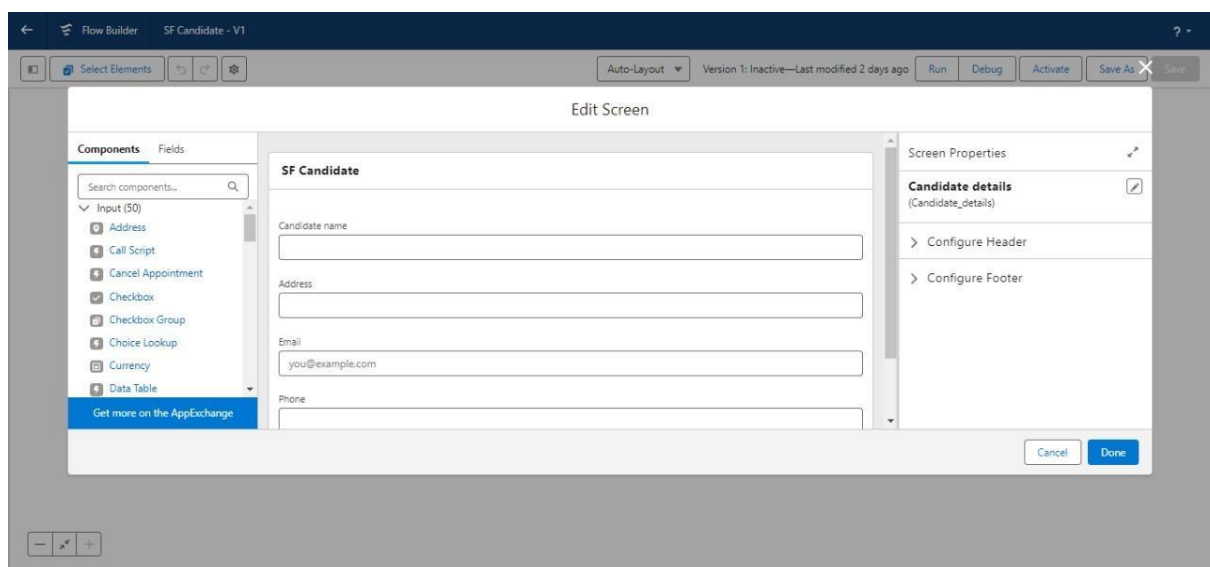 Flow Builder SF Candidate - V1 ?
Select Elements Auto-Layout Version 1: Inactive—Last modified 2 days ago Run Debug Activate Save As Save
Edit Screen
Components Fields
Search components...
Input (50)
Address
Call Script
Cancel Appointment
Checkbox
Checkbox Group
Choice Lookup
Currency
Data Table
Get more on the AppExchange
SF Candidate
Candidate name
Address
Email
you@example.com
Phone
Screen Properties
Candidate details
(Candidate_details)
Configure Header
Configure Footer
Cancel Done